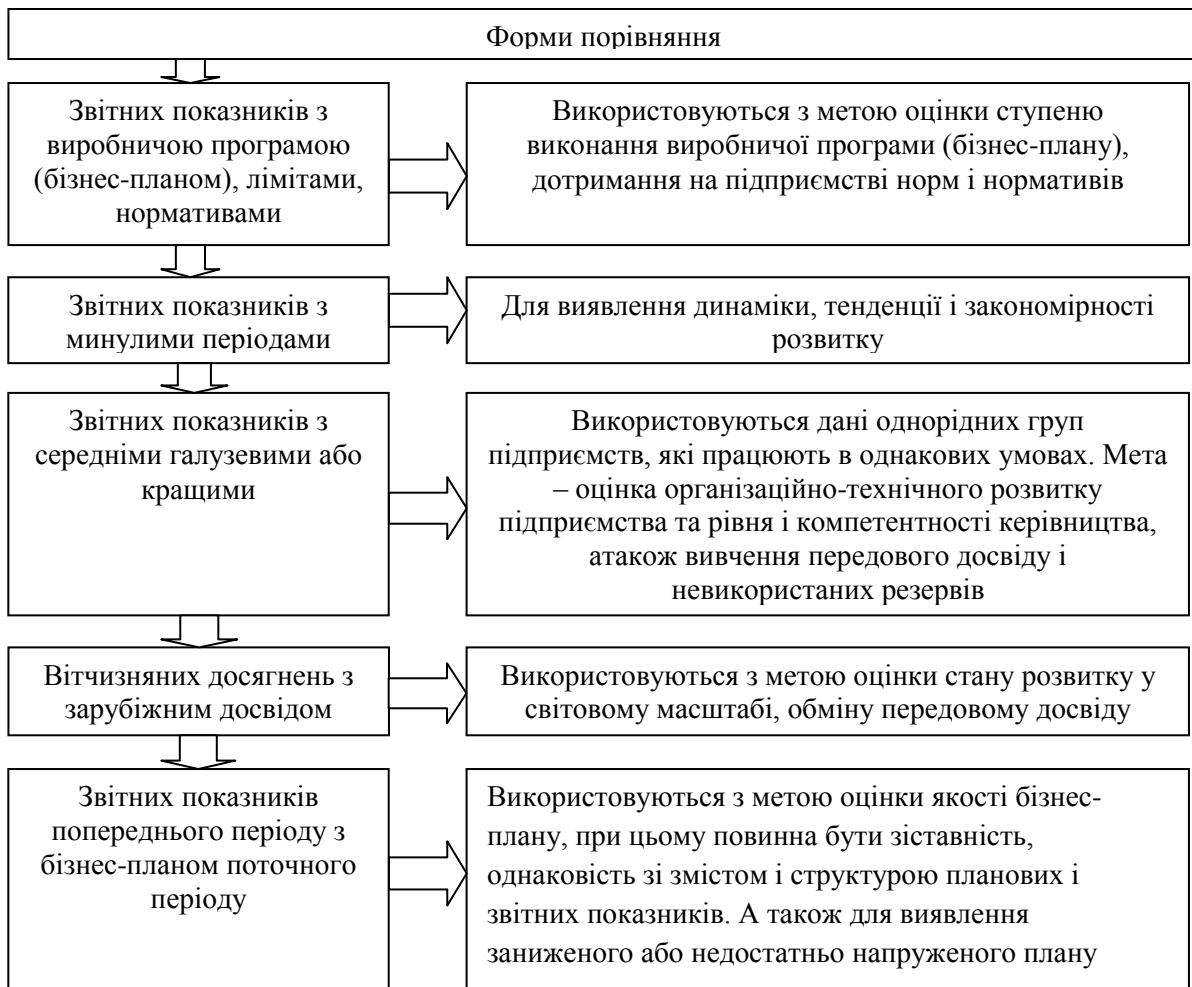 Форми порівняння
Звітних показників з
виробничою програмою
(бізнес-планом), лімітами,
нормативами
Використовуються з метою оцінки ступеню
виконання виробничої програми (бізнес-плану),
дотримання на підприємстві норм і нормативів
Звітних показників з
минулими періодами
Для виявлення динаміки, тенденції і закономірності
розвитку
Звітних показників з
середніми галузевими або
кращими
Використовуються дані однорідних груп
підприємств, які працюють в однакових умовах. Мета
– оцінка організаційно-технічного розвитку
підприємства та рівня і компетентності керівництва,
атакож вивчення передового досвіду і
невикористаних резервів
Вітчизняних досягнень з
зарубіжним досвідом
Використовуються з метою оцінки стану розвитку у
світовому масштабі, обміну передовому досвіду
Звітних показників
попереднього періоду з
бізнес-планом поточного
періоду
Використовуються з метою оцінки якості бізнес-
плану, при цьому повинна бути зіставність,
однаковість зі змістом і структурою планових і
звітних показників. А також для виявлення
заниженого або недостатньо напруженого плану